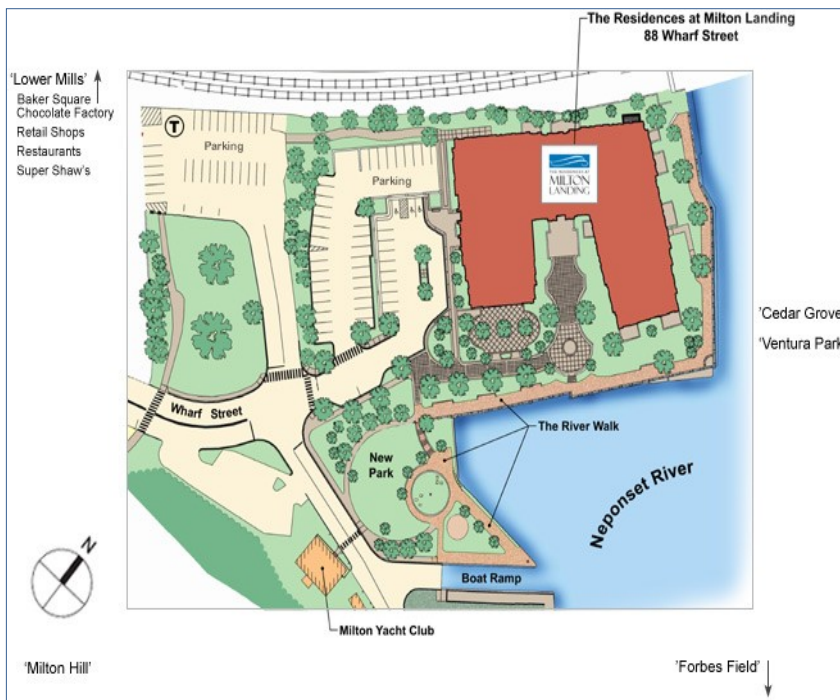 The Residences at Milton Landing
88 Wharf Street
'Lower Mills'
Baker Square
Chocolate Factory
Retail Shops
Restaurants
Super Shaw's
T
Parking
Parking
THE RESIDENCES AT
MILTON
LANDING
'Cedar Grove
'Ventura Park
Wharf Street
The River Walk
New
Park
Neponset River
N
Boat Ramp
Milton Yacht Club
'Milton Hill'
'Forbes Field'